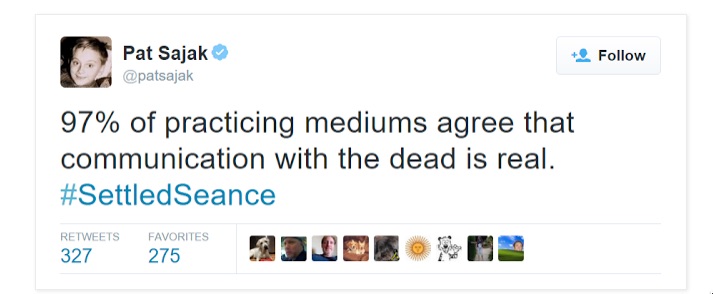 Pat Sajak
@patsajak
Follow
97% of practicing mediums agree that
communication with the dead is real.
#SettledSeance
RETWEETS FAVORITES
327 275